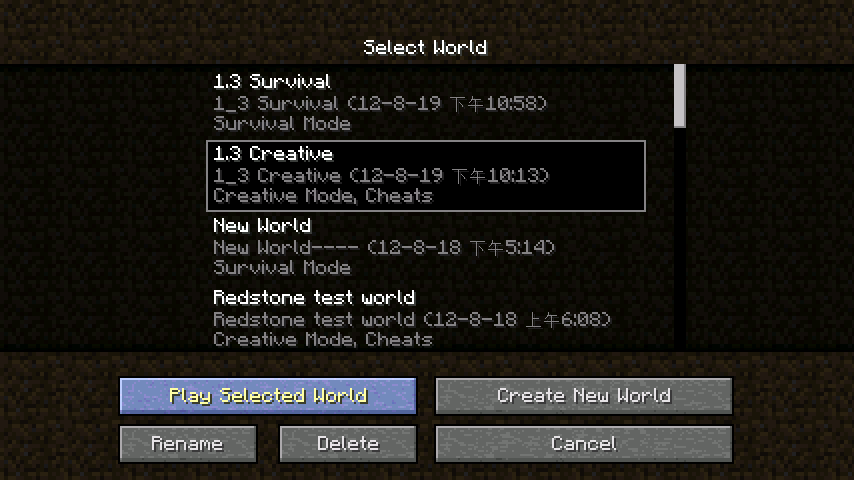 Select World
1.3 Survival
1_3 Survival (12-8-19 下午10:58)
Survival Mode
1.3 Creative
1_3 Creative (12-8-19 下午10:13)
Creative Mode, Cheats
New World
New World---- (12-8-18 下午5:14)
Survival Mode
Redstone test world
Redstone test world (12-8-18 上午6:08)
Creative Mode, Cheats
Play Selected World
Create New World
Rename
Delete
Cancel